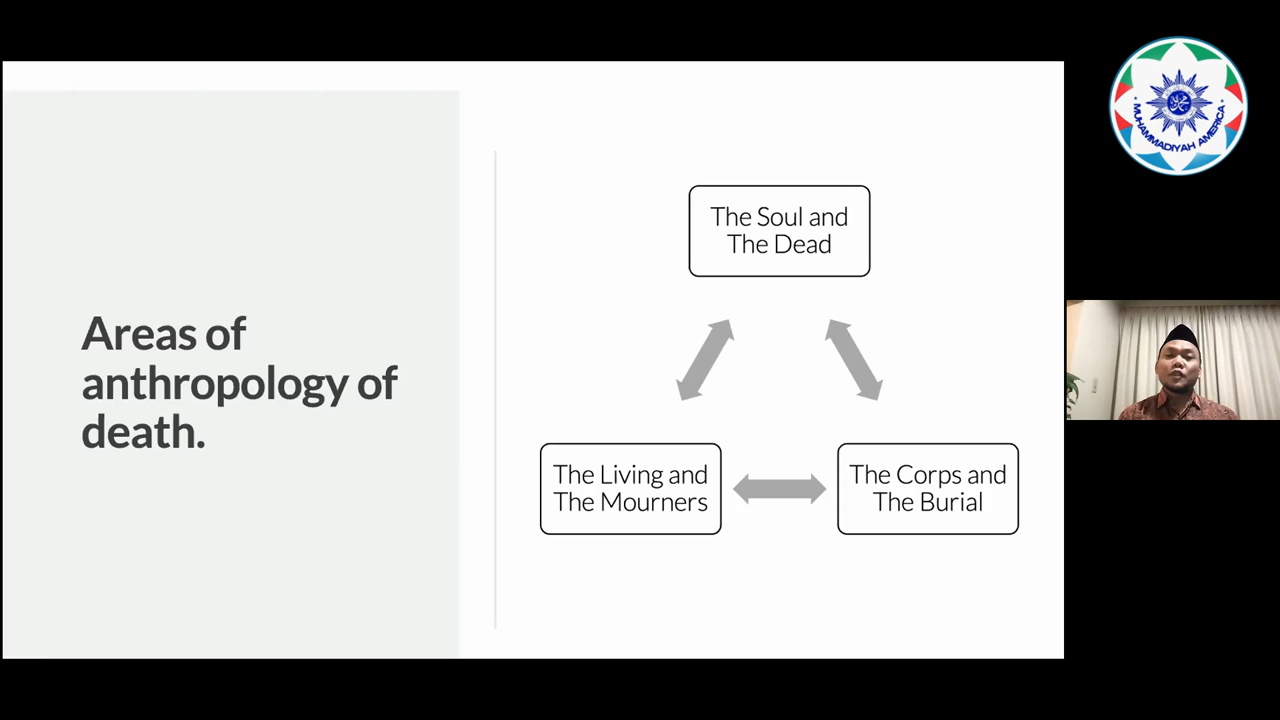 Areas of
anthropology of
death.
The Soul and
The Dead
The Living and
The Mourners
The Corps and
The Burial
MUHAMMADIYAH AMERICA